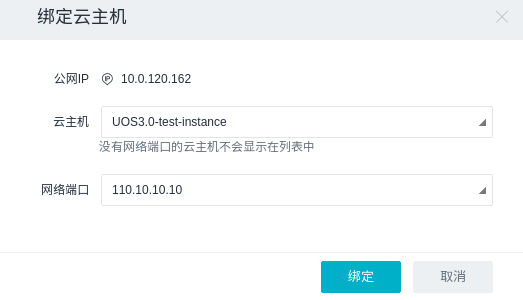 绑定云主机
公网IP 10.0.120.162
云主机 UOS3.0-test-instance
没有网络端口的云主机不会显示在列表中
网络端口 110.10.10.10
绑定 取消